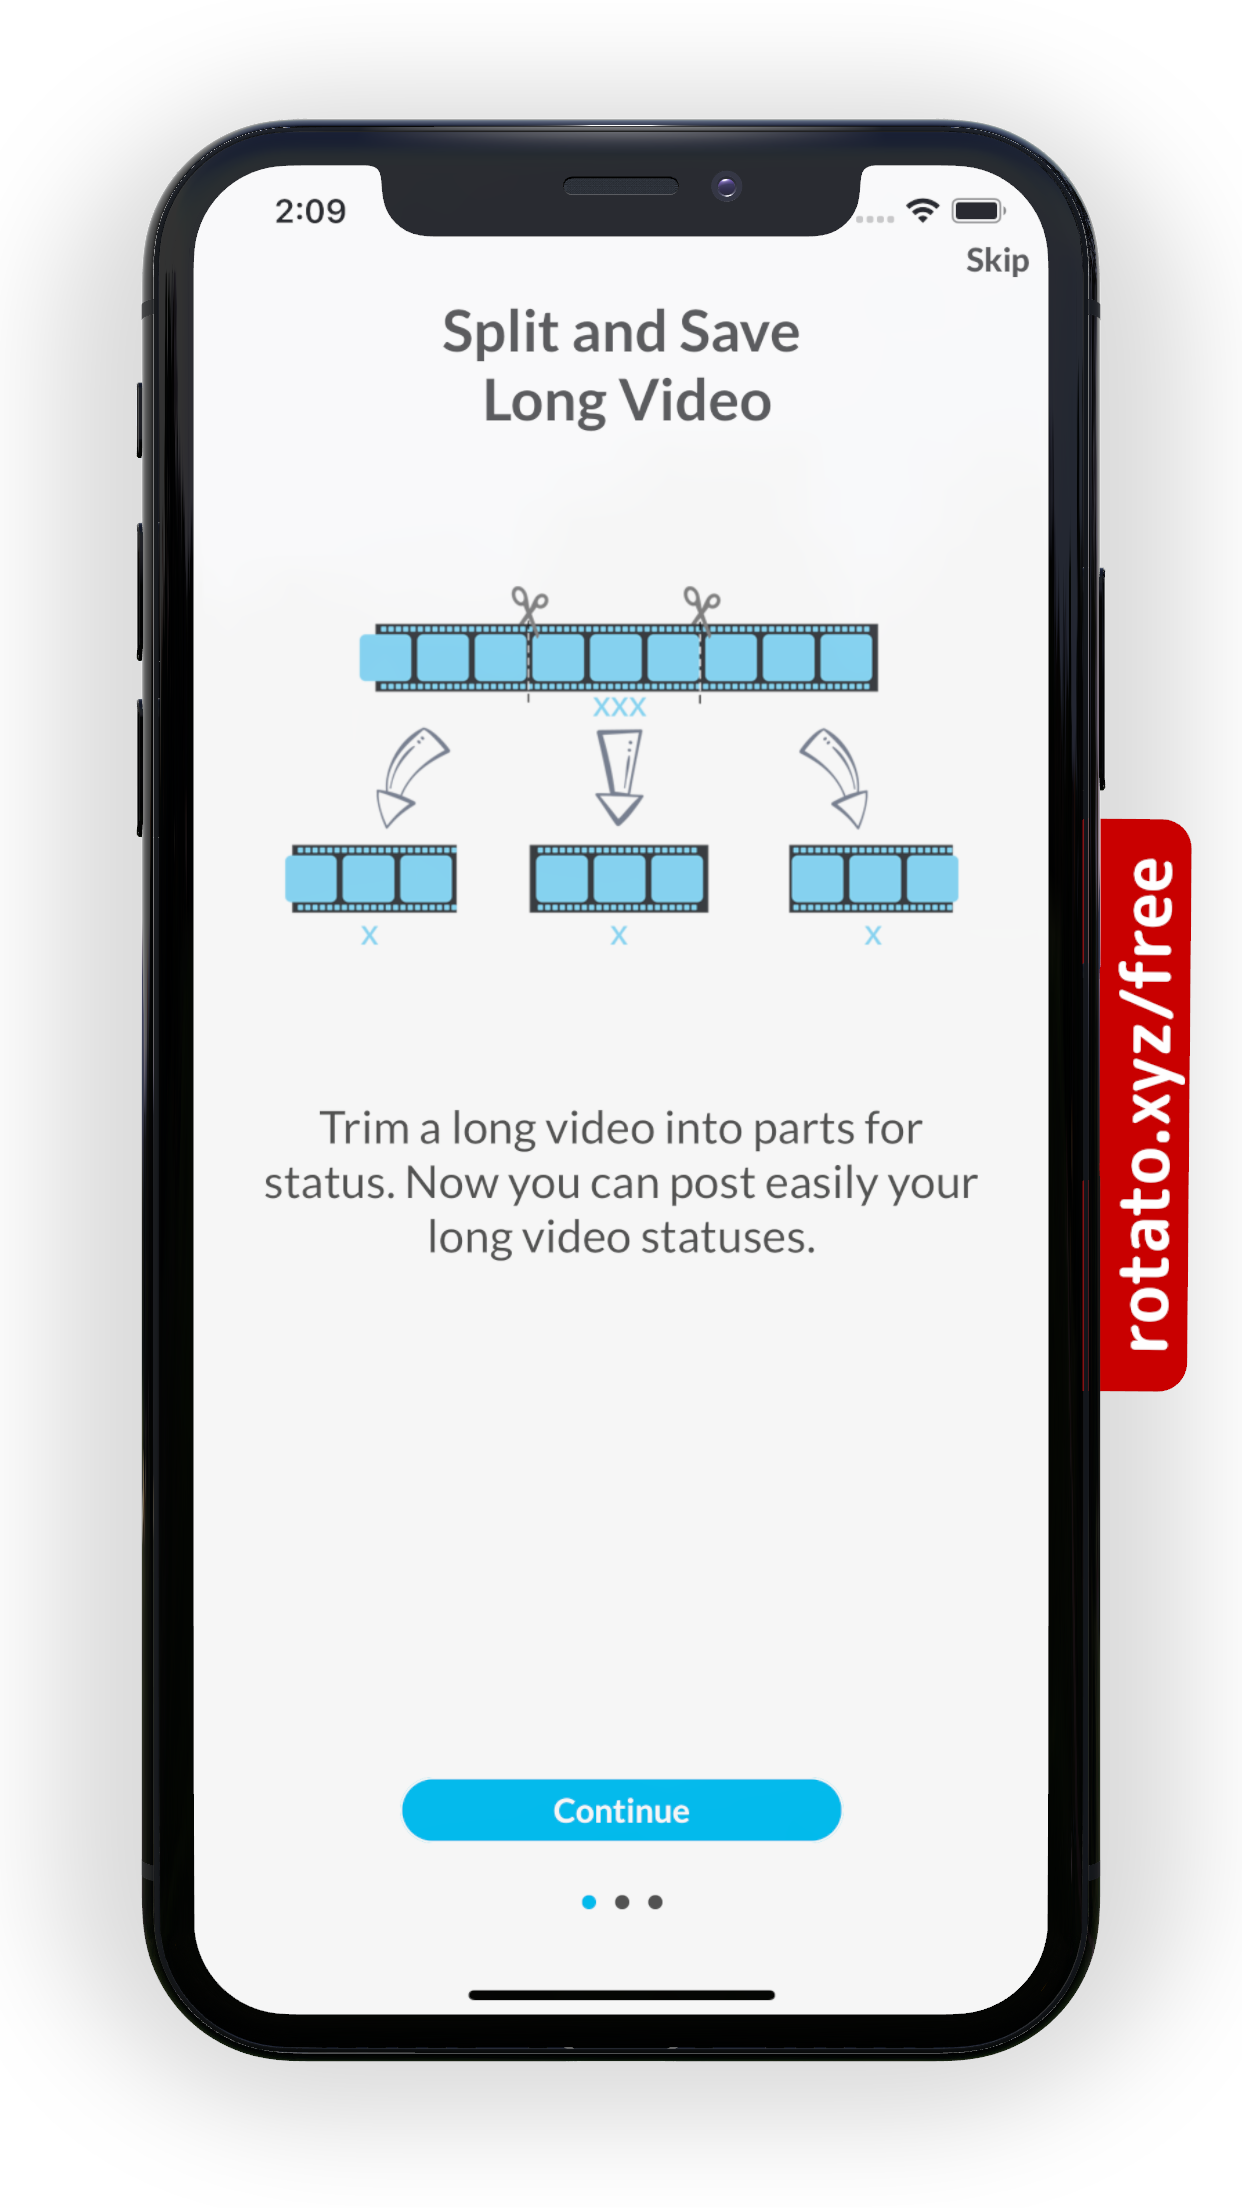 2:09
Skip
Split and Save
Long Video
XXX
X
X
X
Trim a long video into parts for
status. Now you can post easily your
long video statuses.
rotato.xyz/free
Continue